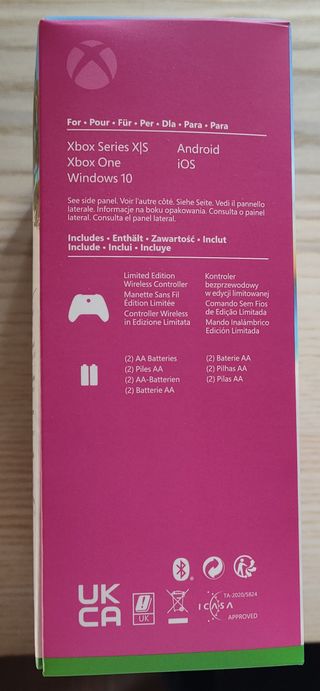 For • Pour • Für • Per • Dla • Para • Para
Xbox Series X|S
Xbox One
Windows 10
Android
iOS
See side panel. Voir l'autre côté. Siehe Seite. Vedi il pannello
laterale. Informacje na boku opakowania. Consulta o painel
lateral. Consulta el panel lateral.
Includes • Enthält • Zawartość • Inclut
Include • Inclui • Incluye
Limited Edition
Wireless Controller
Manette Sans Fil
Édition Limitée
Controller Wireless
in Edizione Limitata
Kontroler
bezprzewodowy
w edycji limitowanej
Comando Sem Fios
de Edição Limitada
Mando Inalámbrico
Edición Limitada
(2) AA Batteries
(2) Piles AA
(2) AA-Batterien
(2) Batterie AA
(2) Baterie AA
(2) Pilhas AA
(2) Pilas AA
UK
CA
UK
TA-2020/5824
ICASA
APPROVED